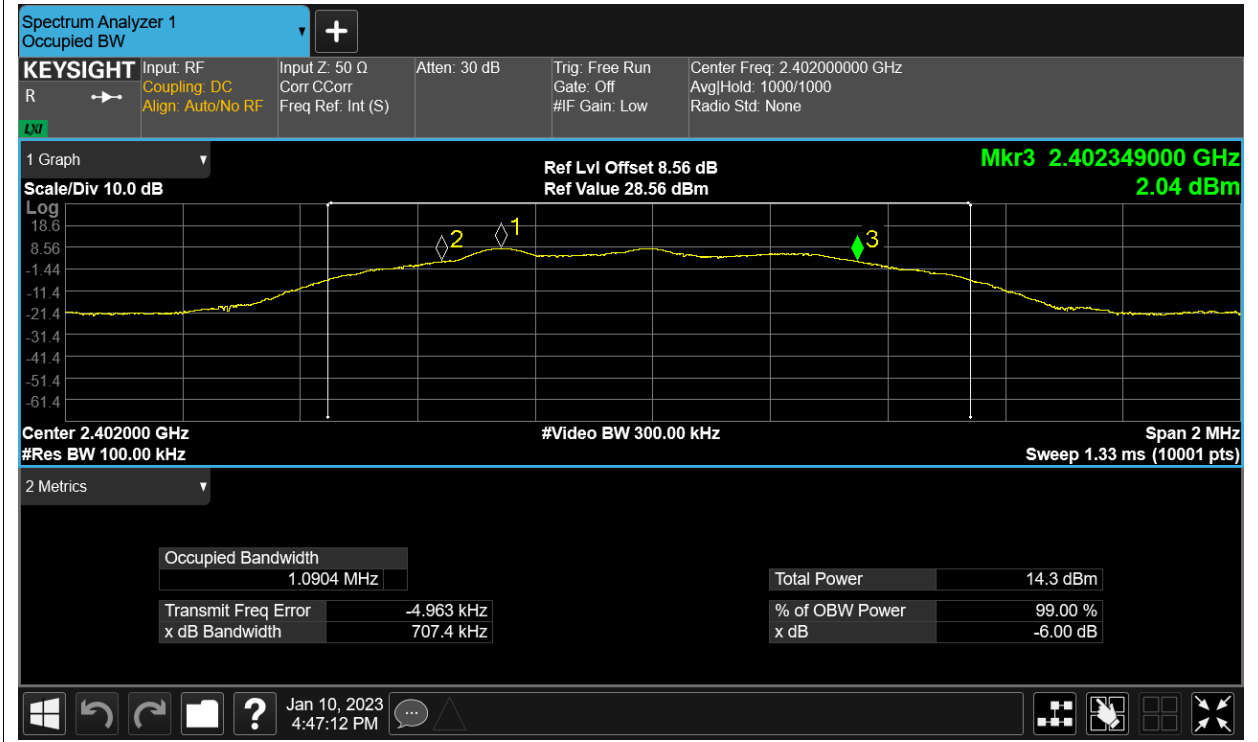 Spectrum Analyzer 1
Occupied BW
KEYSIGHT
R
LXI
Input: RF
Coupling: DC
Align: Auto/No RF
Input Z: 50 Ω
Corr CCorr
Freq Ref: Int (S)
Atten: 30 dB
Trig: Free Run
Gate: Off
#IF Gain: Low
Center Freq: 2.402000000 GHz
Avg|Hold: 1000/1000
Radio Std: None
1 Graph
Scale/Div 10.0 dB
Ref Lvl Offset 8.56 dB
Ref Value 28.56 dBm
Mkr3 2.402349000 GHz
2.04 dBm
Log
18.6
8.56
-1.44
-11.4
-21.4
-31.4
-41.4
-51.4
-61.4
2
1
3
Center 2.402000 GHz
#Video BW 300.00 kHz
Span 2 MHz
#Res BW 100.00 kHz
Sweep 1.33 ms (10001 pts)
2 Metrics
Occupied Bandwidth
1.0904 MHz
Transmit Freq Error -4.963 kHz
x dB Bandwidth 707.4 kHz
Total Power 14.3 dBm
% of OBW Power 99.00 %
x dB -6.00 dB
?
Jan 10, 2023
4:47:12 PM